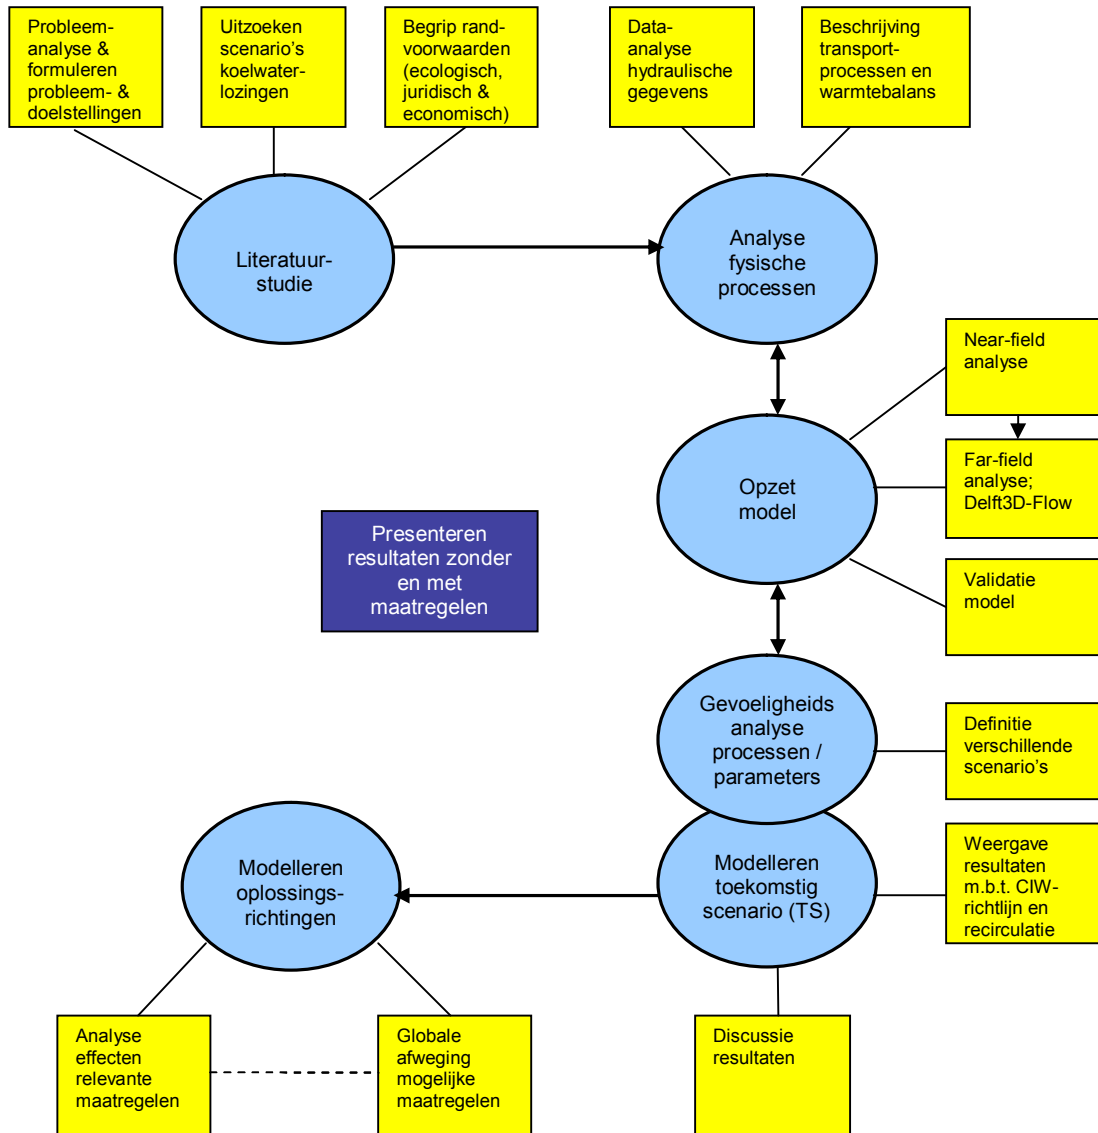 Probleem-
analyse &
formuleren
probleem- &
doelstellingen
Uitzoeken
scenario's
koelwater-
lozingen
Begrip rand-
voorwaarden
(ecologisch,
juridisch &
economisch)
Data-
analyse
hydraulische
gegevens
Beschrijving
transport-
processen en
warmtebalans
Literatuur-
studie
Analyse
fysische
processen
Near-field
analyse
Far-field
analyse;
Delft3D-Flow
Opzet
model
Validatie
model
Presenteren
resultaten zonder
en met
maatregelen
Gevoeligheids
analyse
processen /
parameters
Definitie
verschillende
scenario's
Modelleren
toekomstig
scenario (TS)
Weergave
resultaten
m.b.t. CIW-
richtlijn en
recirculatie
Modelleren
oplossings-
richtingen
Analyse
effecten
relevante
maatregelen
Globale
afweging
mogelijke
maatregelen
Discussie
resultaten